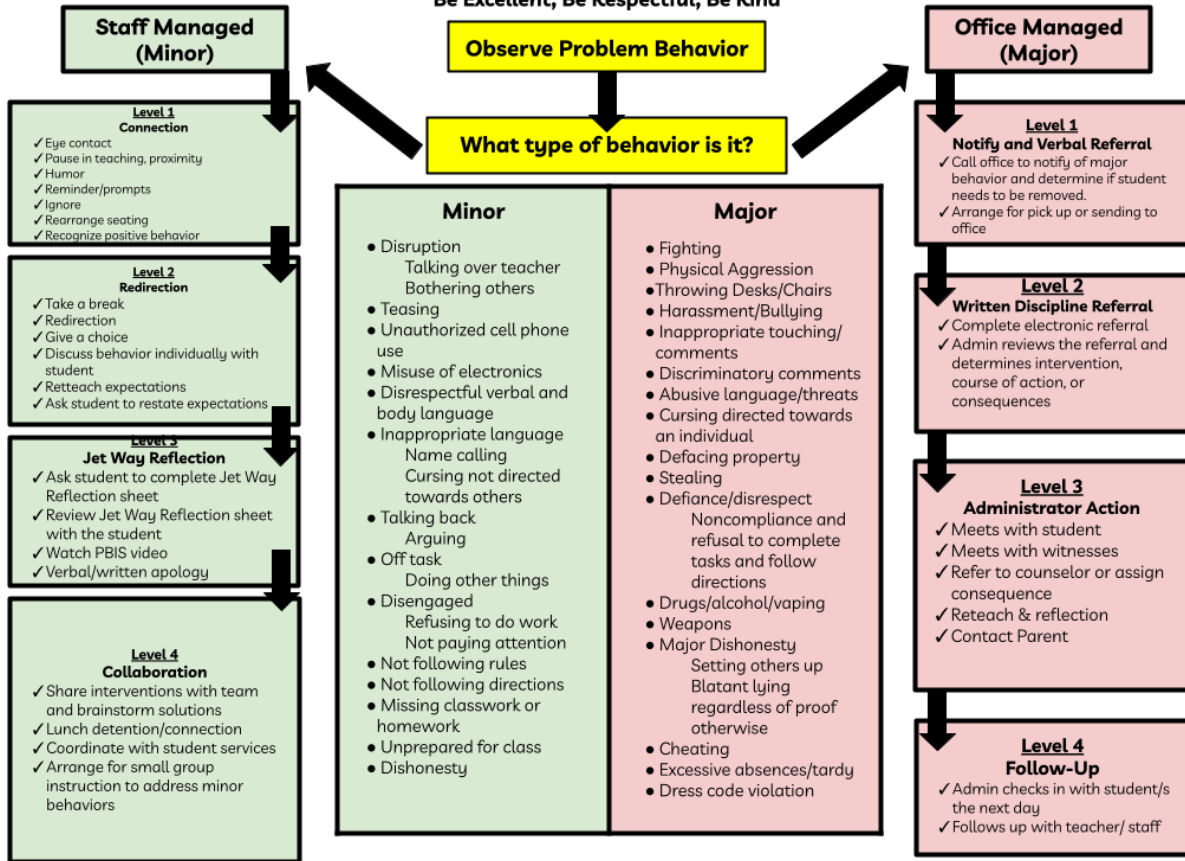 Be Excellent, Be Respectful, Be Kind
Staff Managed
(Minor)
Observe Problem Behavior
Office Managed
(Major)
What type of behavior is it?
Level 1
Connection
✓Eye contact
✓Pause in teaching, proximity
✓Humor
✓Reminder/prompts
✓Ignore
✓Rearrange seating
✓Recognize positive behavior
Level 2
Redirection
✓Take a break
✓Redirection
✓Give a choice
✓Discuss behavior individually with
student
✓Retteach expectations
✓Ask student to restate expectations
Level 3
Jet Way Reflection
✓Ask student to complete Jet Way
Reflection sheet
✓Review Jet Way Reflection sheet
with the student
✓Watch PBIS video
✓Verbal/written apology
Level 4
Collaboration
✓Share interventions with team
and brainstorm solutions
✓Lunch detention/connection
✓Coordinate with student services
✓Arrange for small group
instruction to address minor
behaviors
Minor
● Disruption
Talking over teacher
Bothering others
● Teasing
● Unauthorized cell phone
use
● Misuse of electronics
● Disrespectful verbal and
body language
● Inappropriate language
Name calling
Cursing not directed
towards others
● Talking back
Arguing
● Off task
Doing other things
● Disengaged
Refusing to do work
Not paying attention
● Not following rules
● Not following directions
● Missing classwork or
homework
● Unprepared for class
● Dishonesty
Major
● Fighting
● Physical Aggression
● Throwing Desks/Chairs
● Harassment/Bullying
● Inappropriate touching/
comments
● Discriminatory comments
● Abusive language/threats
● Cursing directed towards
an individual
● Defacing property
● Stealing
● Defiance/disrespect
Noncompliance and
refusal to complete
tasks and follow
directions
● Drugs/alcohol/vaping
● Weapons
● Major Dishonesty
Setting others up
Blatant lying
regardless of proof
otherwise
● Cheating
● Excessive absences/tardy
● Dress code violation
Level 1
Notify and Verbal Referral
✓Call office to notify of major
behavior and determine if student
needs to be removed.
✓Arrange for pick up or sending to
office
Level 2
Written Discipline Referral
✓Complete electronic referral
✓Admin reviews the referral and
determines intervention,
course of action, or
consequences
Level 3
Administrator Action
✓Meets with student
✓Meets with witnesses
✓Refer to counselor or assign
consequence
✓Reteach & reflection
✓Contact Parent
Level 4
Follow-Up
✓Admin checks in with student/s
the next day
✓Follows up with teacher/ staff